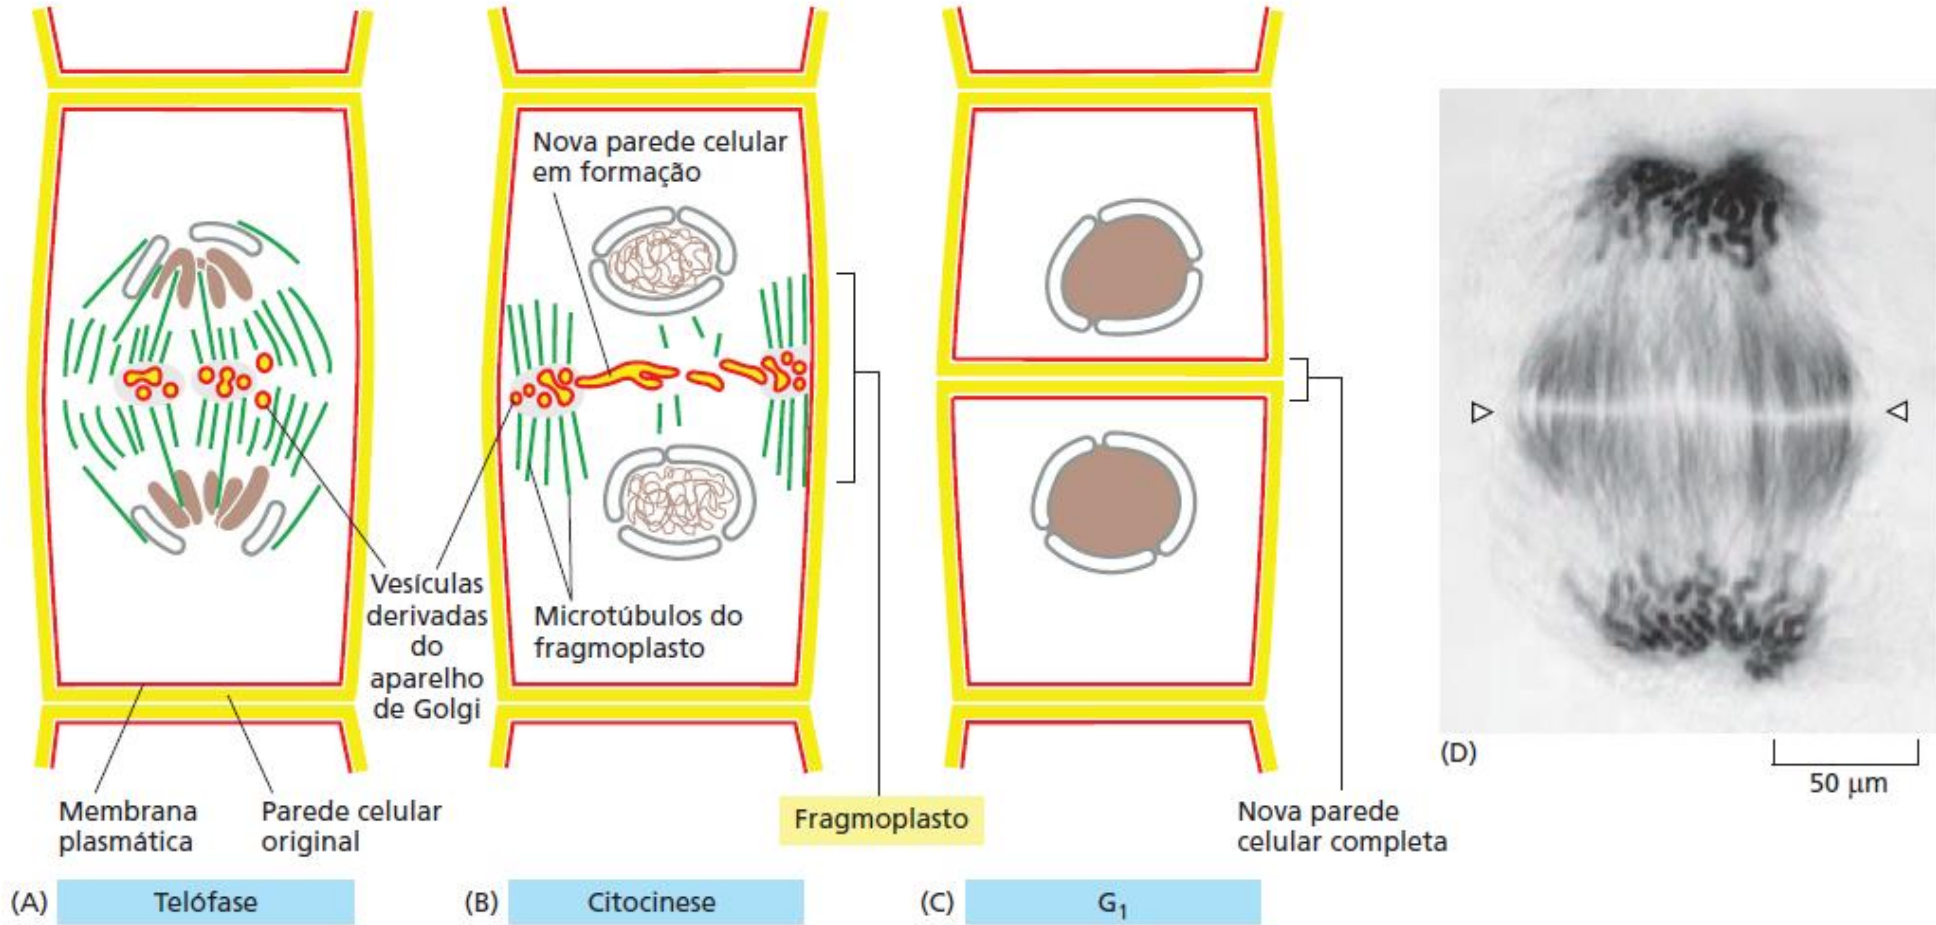 Nova parede celular
em formação
Vesículas
derivadas
do
aparelho
de Golgi
Microtúbulos do
fragmoplasto
Membrana
plasmática
Parede celular
original
Fragmoplasto
Nova parede
celular completa
(D)
50 μm
(A) Telófase
(B) Citocinese
(C) G₁